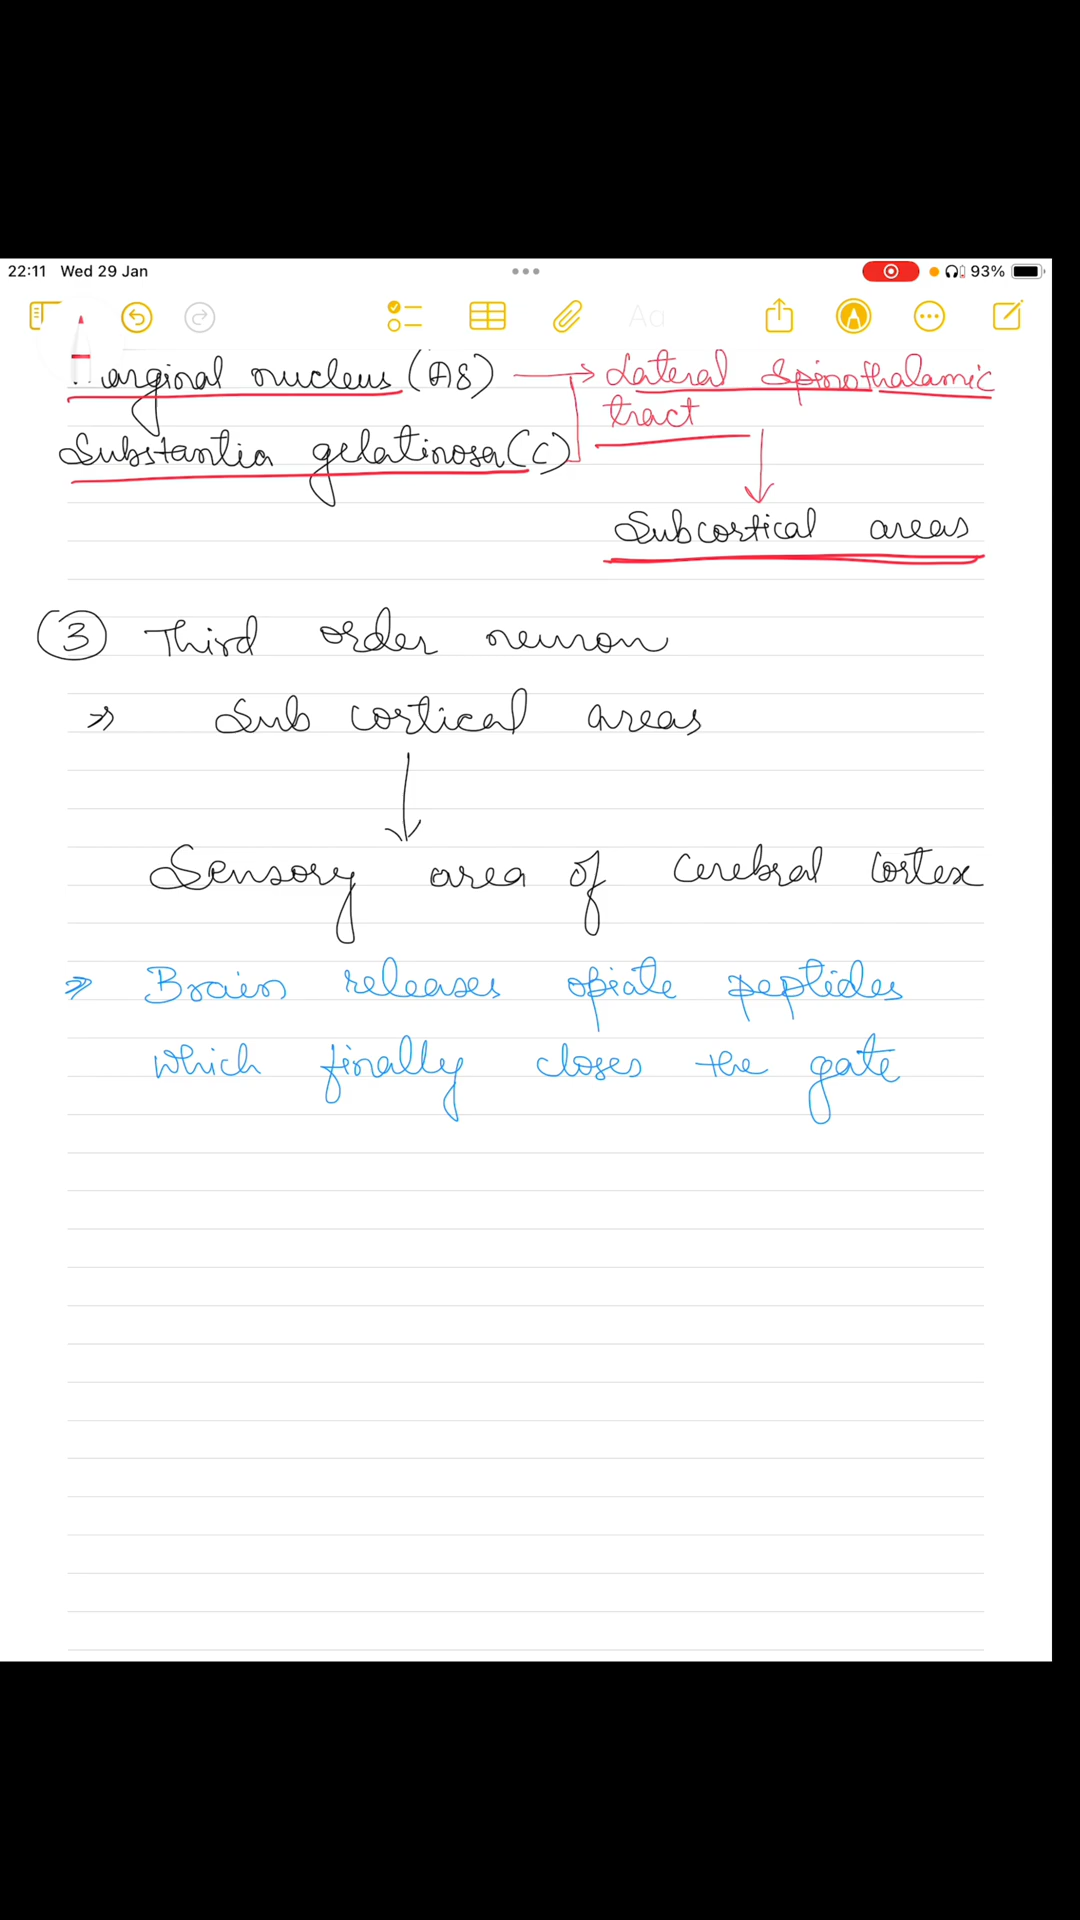 22:11 Wed 29 Jan 93%
Aa
arginal nucleus (Aδ) → Lateral Spinothalamic
tract
Substantia gelatinosa (C)
Subcortical areas
③ Third order neuron
⇒ Sub cortical areas
↓
Sensory area of cerebral cortex
⇒ Brain releases opiate peptides
which finally closes the gate